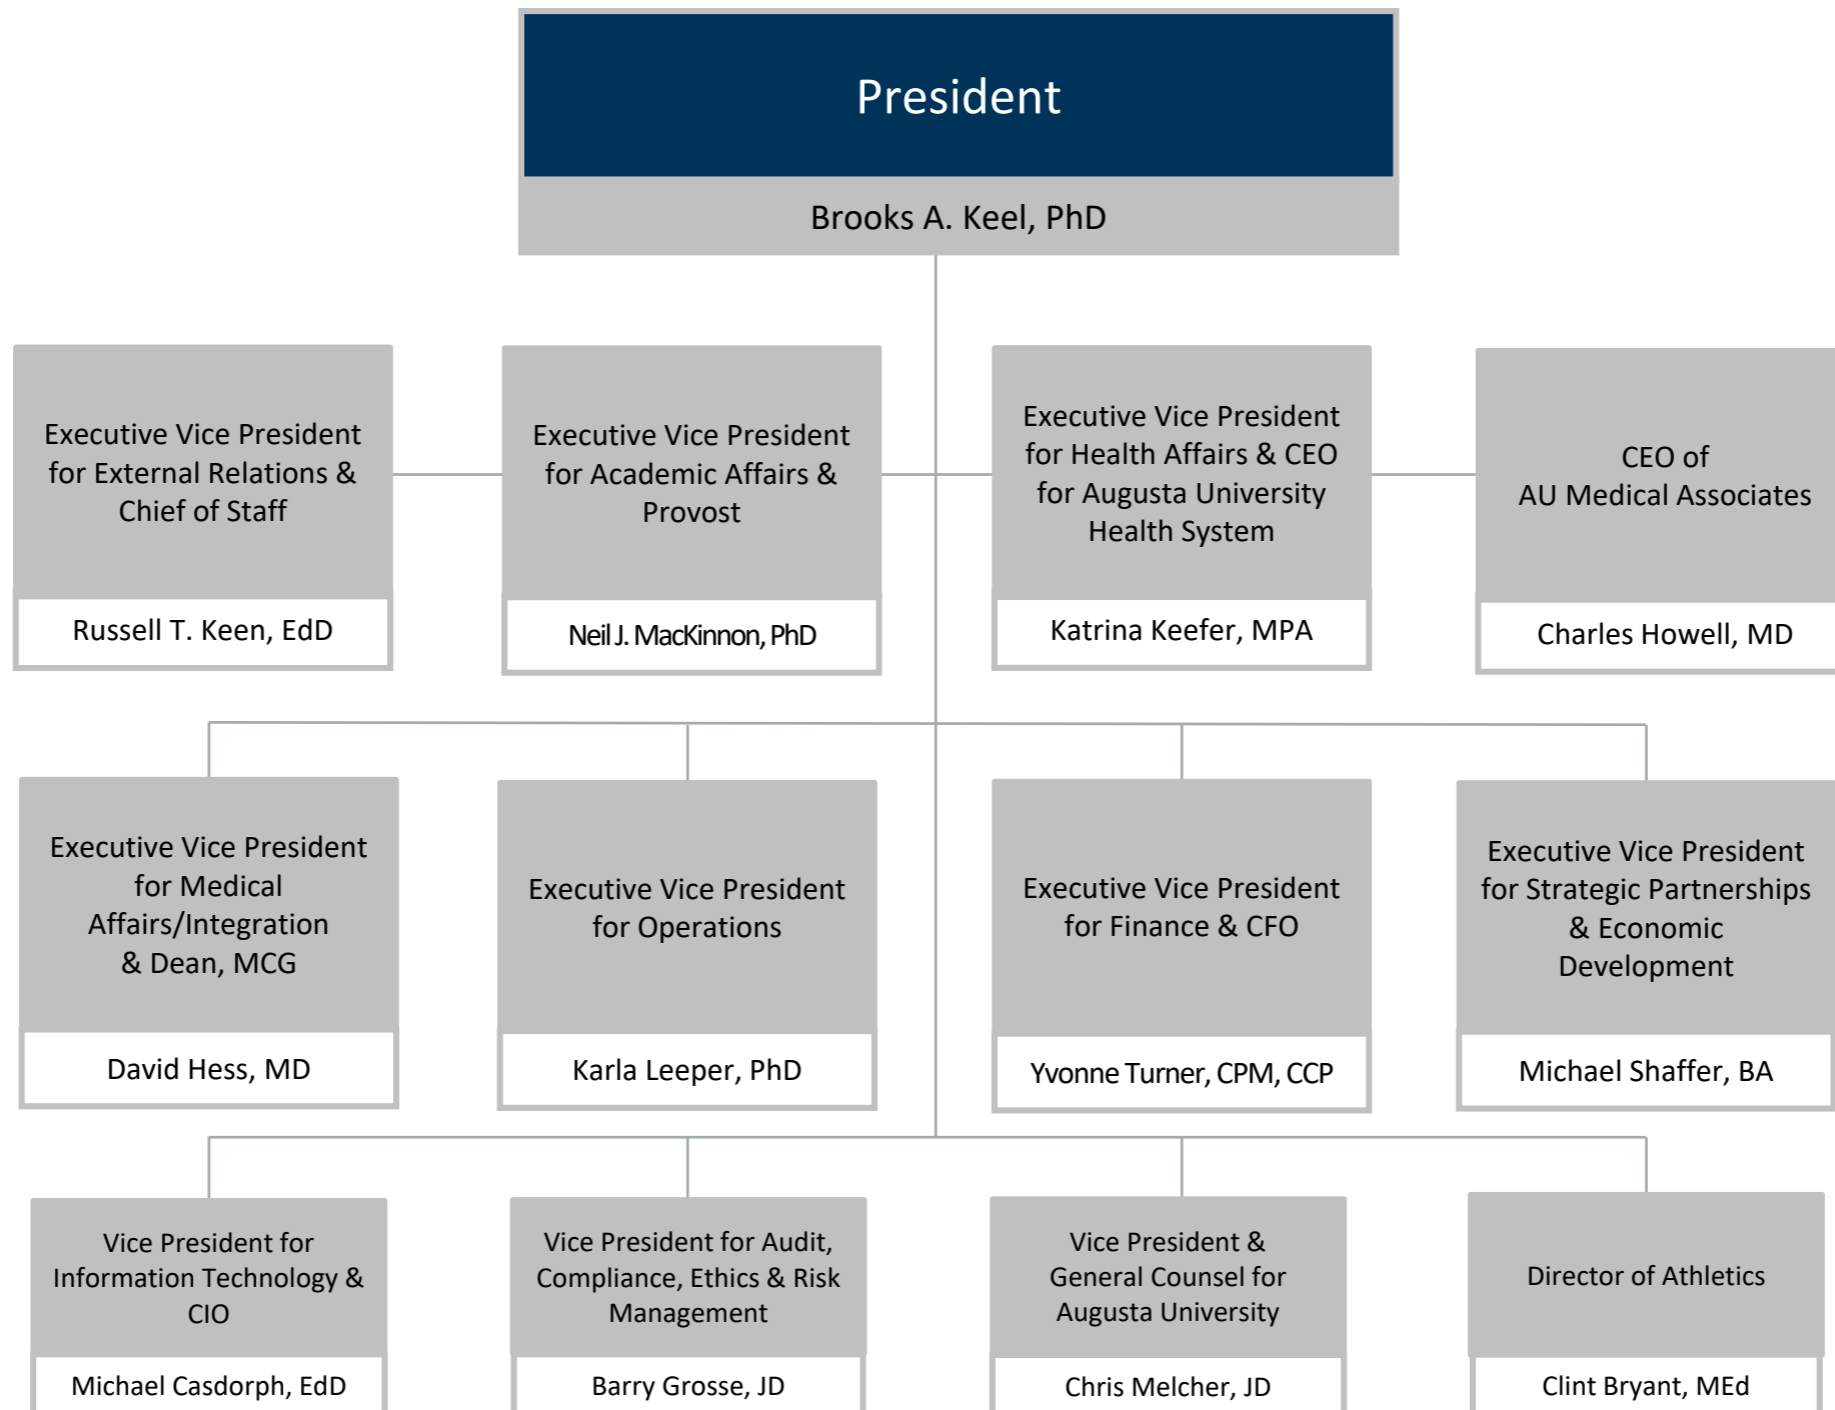 President
Brooks A. Keel, PhD
Executive Vice President
for External Relations &
Chief of Staff
Russell T. Keen, EdD
Executive Vice President
for Academic Affairs &
Provost
Neil J. MacKinnon, PhD
Executive Vice President
for Health Affairs & CEO
for Augusta University
Health System
Katrina Keefer, MPA
CEO of
AU Medical Associates
Charles Howell, MD
Executive Vice President
for Medical
Affairs/Integration
& Dean, MCG
David Hess, MD
Executive Vice President
for Operations
Karla Leeper, PhD
Executive Vice President
for Finance & CFO
Yvonne Turner, CPM, CCP
Executive Vice President
for Strategic Partnerships
& Economic
Development
Michael Shaffer, BA
Vice President for
Information Technology &
CIO
Michael Casdorph, EdD
Vice President for Audit,
Compliance, Ethics & Risk
Management
Barry Grosse, JD
Vice President &
General Counsel for
Augusta University
Chris Melcher, JD
Director of Athletics
Clint Bryant, MEd